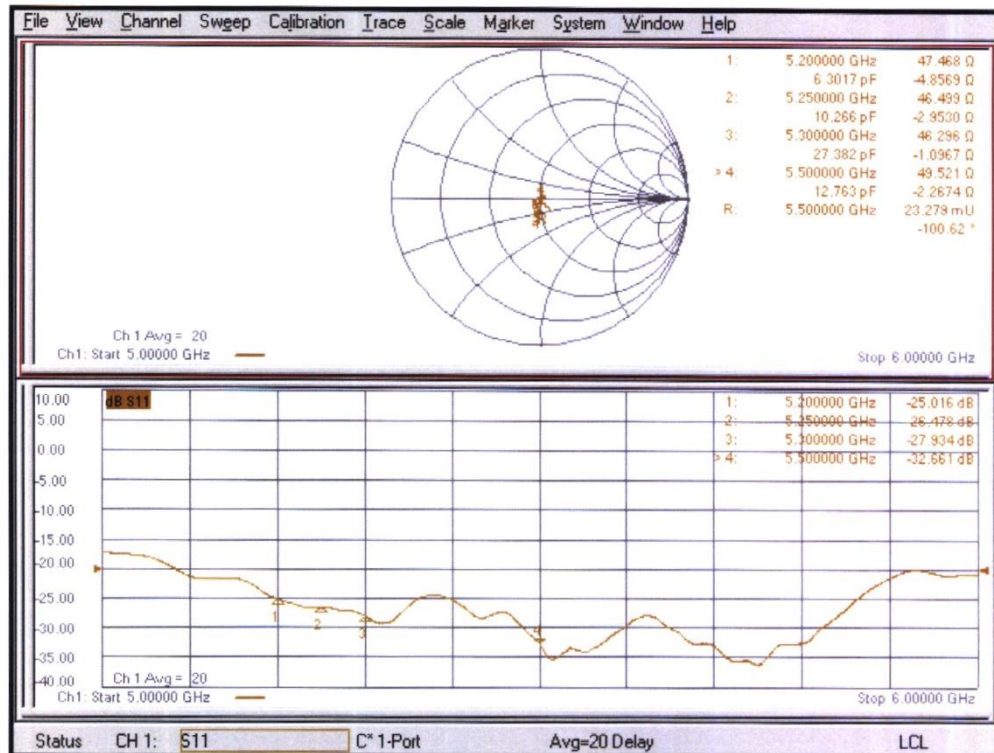 File View Channel Sweep Calibration Trace Scale Marker System Window Help
1: 5.200000 GHz 47.468 Ω
6.3017 pF -4.8569 Ω
2: 5.250000 GHz 46.499 Ω
10.266 pF -2.9530 Ω
3: 5.300000 GHz 46.296 Ω
27.382 pF -1.0967 Ω
> 4: 5.500000 GHz 49.521 Ω
12.763 pF -2.2674 Ω
R: 5.500000 GHz 23.279 mU
-100.62 °
Ch 1 Avg = 20
Ch1: Start 5.00000 GHz
Stop 6.00000 GHz
10.00
5.00
0.00
-5.00
-10.00
-15.00
-20.00
-25.00
-30.00
-35.00
-40.00
dB S11
1: 5.200000 GHz -25.016 dB
2: 5.250000 GHz -26.478 dB
3: 5.300000 GHz -27.934 dB
> 4: 5.500000 GHz -32.661 dB
1
2
3
4
Ch 1 Avg = 20
Ch1: Start 5.00000 GHz
Stop 6.00000 GHz
Status CH 1: S11 C* 1-Port Avg=20 Delay LCL